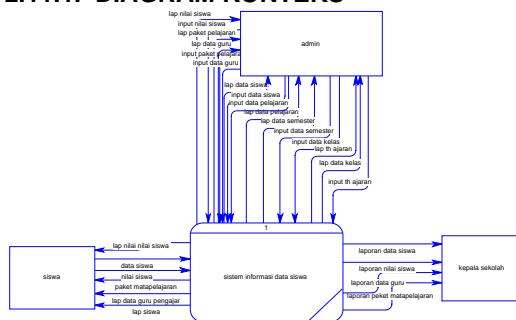 DIAGRAM KONTEKS
lap nilai siswa
input nilai siswa
lap paket pelajaran
lap data guru
input paket pelajara
input data guru
admin
lap data siswa
input data siswa
input data pelajaran
lap data pelajaran
lap data semester
input data semester
input data kelas
lap th ajaran
lap data kelas
input th ajaran
1
sistem informasi data siswa
siswa
lap nilai nilai siswa
data siswa
nilai siswa
paket matapelajaran
lap data guru pengajar
lap siswa
kepala sekolah
laporan data siswa
laporan nilai siswa
laporan data guru
laporan peket matapelajaran